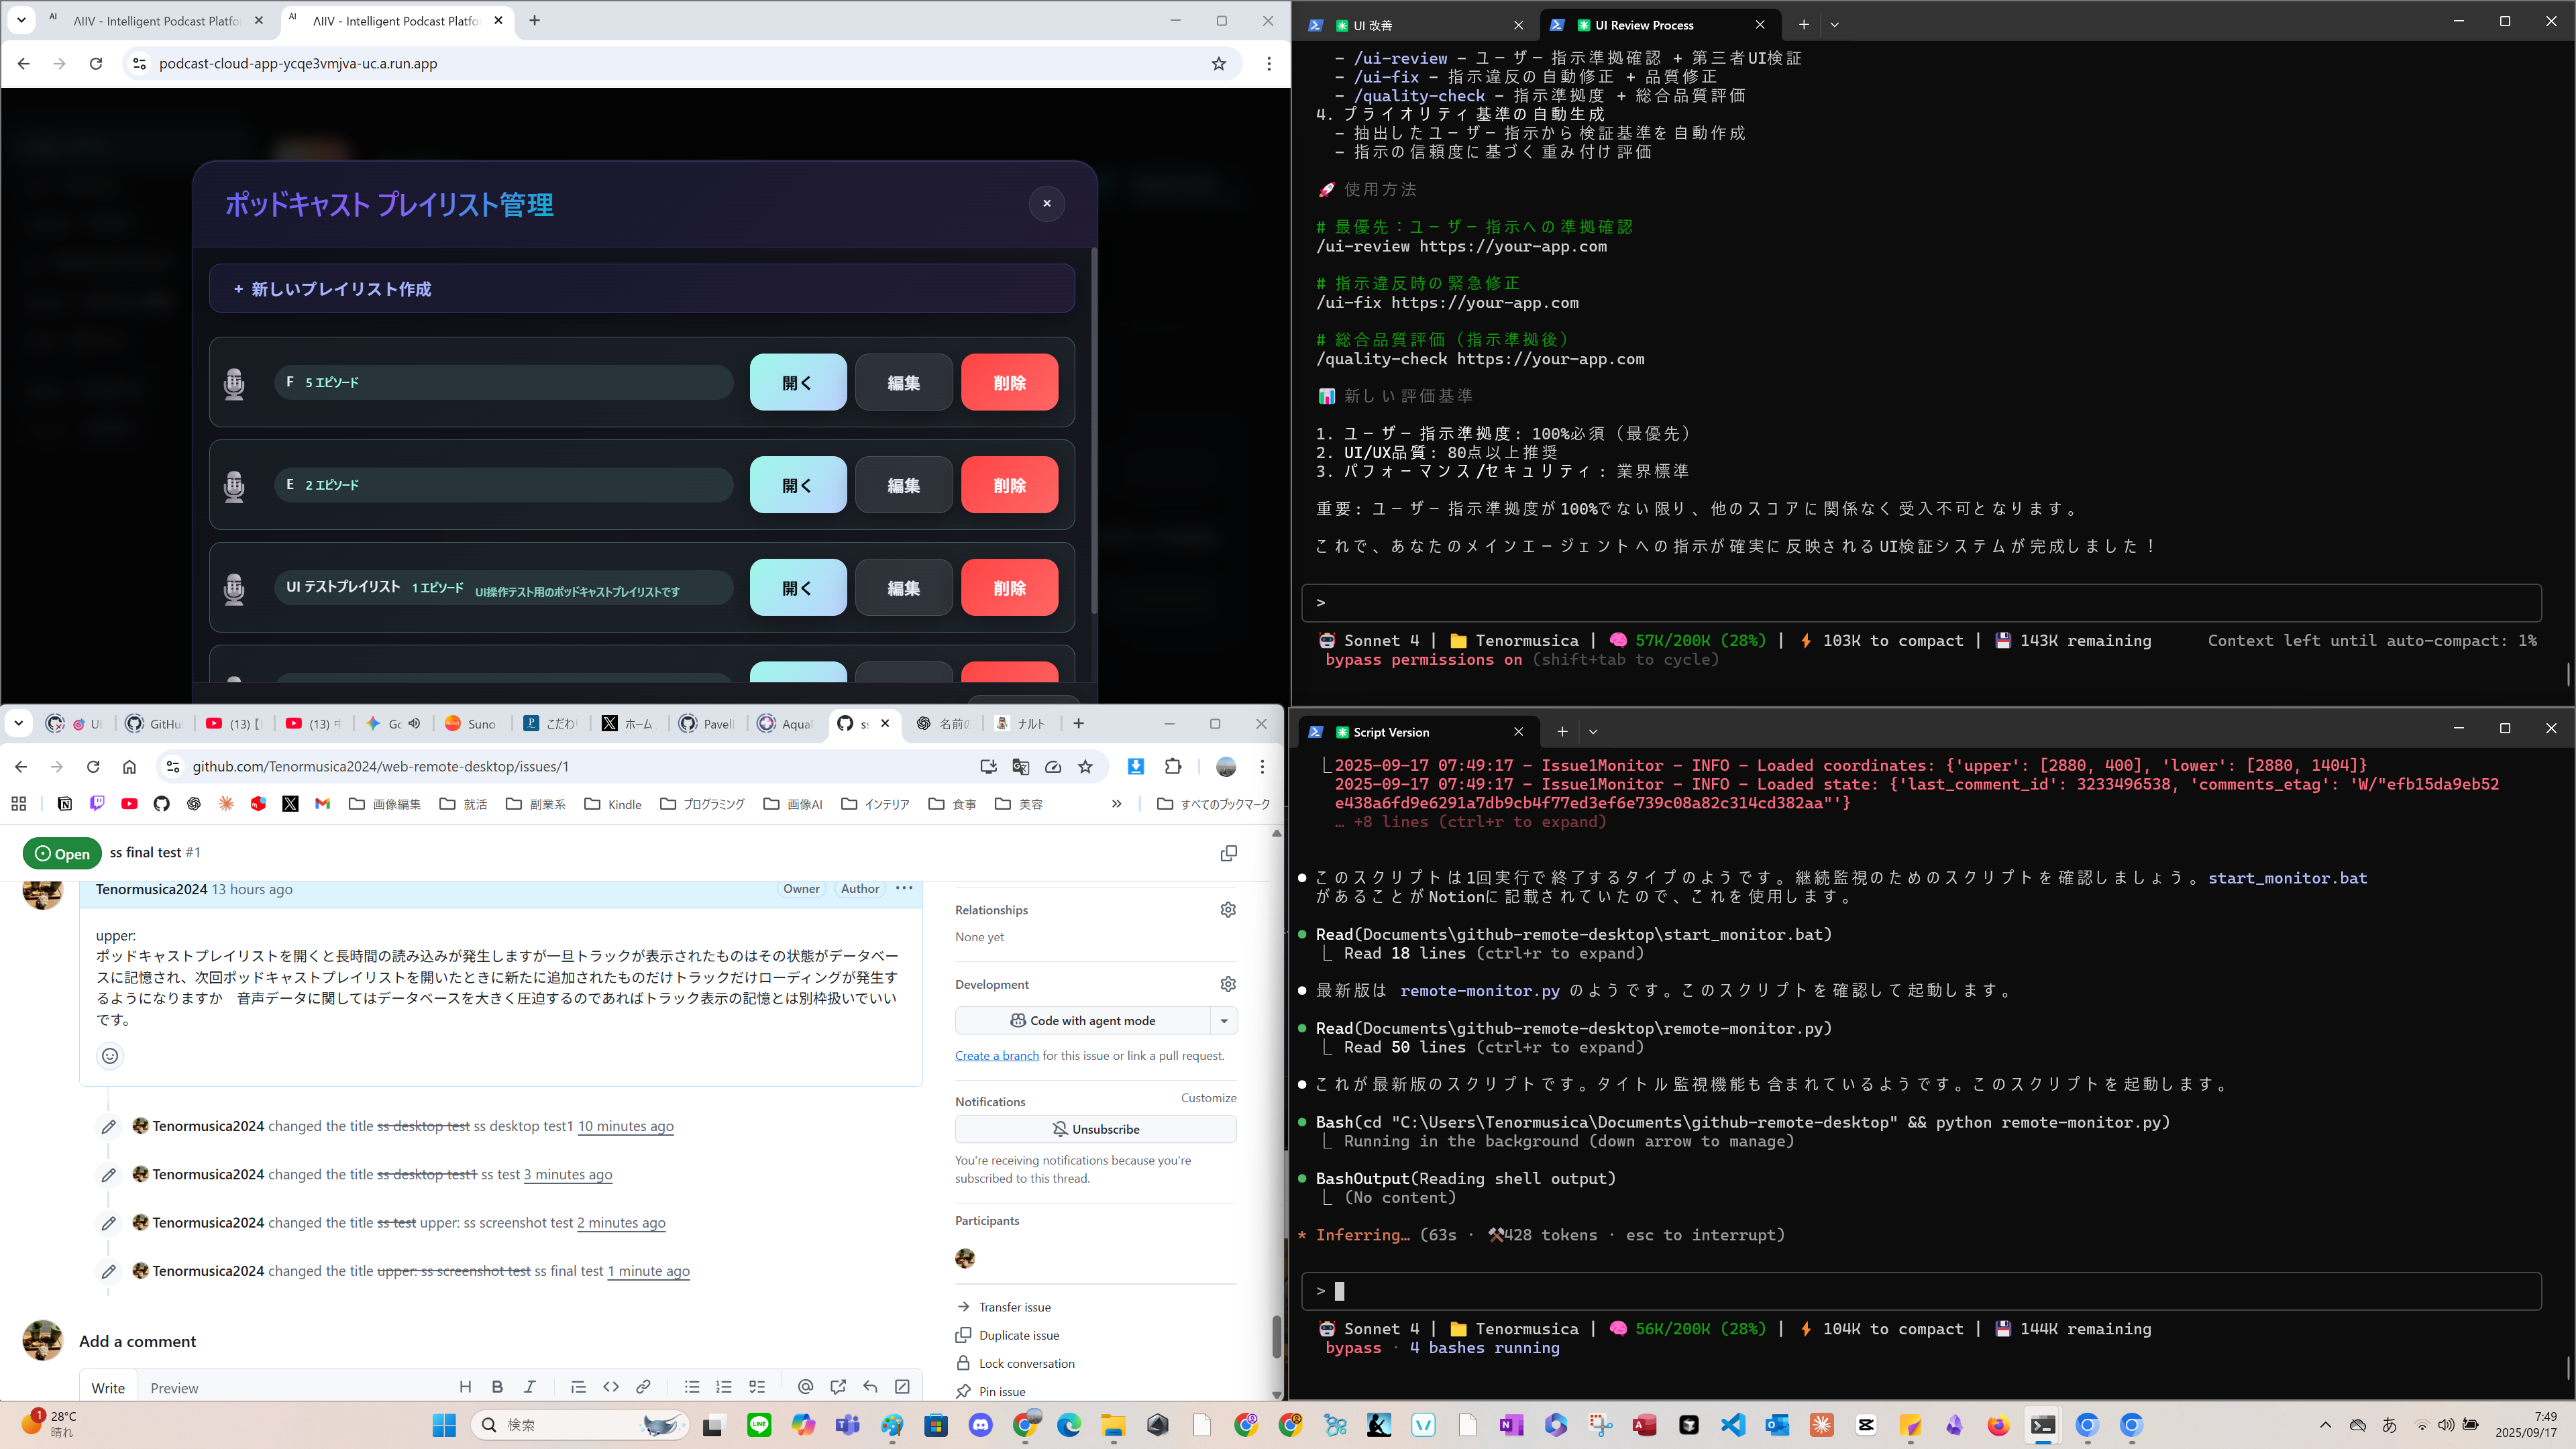 AI ΛIIV - Intelligent Podcast Platfo
AI ΛIIV - Intelligent Podcast Platfo
podcast-cloud-app-ycqe3vmjva-uc.a.run.app
ポッドキャスト プレイリスト管理
+ 新しいプレイリスト作成
F 5 エピソード 開く 編集 削除
E 2 エピソード 開く 編集 削除
UI テストプレイリスト 1 エピソード UI操作テスト用のポッドキャストプレイリストです 開く 編集 削除
UI 改善
UI Review Process
- /ui-review - ユーザー指示準拠確認 + 第三者UI検証
- /ui-fix - 指示違反の自動修正 + 品質修正
- /quality-check - 指示準拠度 + 総合品質評価
4. プライオリティ基準の自動生成
- 抽出したユーザー指示から検証基準を自動作成
- 指示の信頼度に基づく重み付け評価
🚀 使用方法
# 最優先：ユーザー指示への準拠確認
/ui-review https://your-app.com
# 指示違反時の緊急修正
/ui-fix https://your-app.com
# 総合品質評価（指示準拠後）
/quality-check https://your-app.com
📊 新しい評価基準
1. ユーザー指示準拠度: 100%必須（最優先）
2. UI/UX品質: 80点以上推奨
3. パフォーマンス/セキュリティ: 業界標準
重要: ユーザー指示準拠度が100%でない限り、他のスコアに関係なく受入不可となります。
これで、あなたのメインエージェントへの指示が確実に反映されるUI検証システムが完成しました！
>
Sonnet 4 | Tenormusica | 57K/200K (28%) | 103K to compact | 143K remaining Context left until auto-compact: 1%
bypass permissions on (shift+tab to cycle)
UI GitHu (13) 【 (13) 中 Go Suno こだわ ホーム Pavel Aqua ss 名前の ナルト
github.com/Tenormusica2024/web-remote-desktop/issues/1
画像編集 就活 副業系 Kindle プログラミング 画像AI インテリア 食事 美容 » すべてのブックマーク
Open ss final test #1
Tenormusica2024 13 hours ago Owner Author
upper:
ポッドキャストプレイリストを開くと長時間の読み込みが発生しますが一旦トラックが表示されたものはその状態がデータベー
スに記憶され、次回ポッドキャストプレイリストを開いたときに新たに追加されたものだけトラックだけローディングが発生す
るようになりますか 音声データに関してはデータベースを大きく圧迫するのであればトラック表示の記憶とは別枠扱いでいい
です。
Tenormusica2024 changed the title ss desktop test ss desktop test1 10 minutes ago
Tenormusica2024 changed the title ss desktop test1 ss test 3 minutes ago
Tenormusica2024 changed the title ss test upper: ss screenshot test 2 minutes ago
Tenormusica2024 changed the title upper: ss screenshot test ss final test 1 minute ago
Add a comment
Write Preview
Relationships
None yet
Development
Code with agent mode
Create a branch for this issue or link a pull request.
Notifications Customize
Unsubscribe
You're receiving notifications because you're
subscribed to this thread.
Participants
Transfer issue
Duplicate issue
Lock conversation
Pin issue
Script Version
2025-09-17 07:49:17 - Issue1Monitor - INFO - Loaded coordinates: {'upper': [2880, 400], 'lower': [2880, 1404]}
2025-09-17 07:49:17 - Issue1Monitor - INFO - Loaded state: {'last_comment_id': 3233496538, 'comments_etag': 'W/"efb15da9eb52
e438a6fd9e6291a7db9cb4f77ed3ef6e739c08a82c314cd382aa"'}
… +8 lines (ctrl+r to expand)
● このスクリプトは1回実行で終了するタイプのようです。継続監視のためのスクリプトを確認しましょう。start_monitor.bat
があることがNotionに記載されていたので、これを使用します。
● Read(Documents\github-remote-desktop\start_monitor.bat)
Read 18 lines (ctrl+r to expand)
● 最新版は remote-monitor.py のようです。このスクリプトを確認して起動します。
● Read(Documents\github-remote-desktop\remote-monitor.py)
Read 50 lines (ctrl+r to expand)
● これが最新版のスクリプトです。タイトル監視機能も含まれているようです。このスクリプトを起動します。
● Bash(cd "C:\Users\Tenormusica\Documents\github-remote-desktop" && python remote-monitor.py)
Running in the background (down arrow to manage)
● BashOutput(Reading shell output)
(No content)
* Inferring… (63s · ⚒428 tokens · esc to interrupt)
>
Sonnet 4 | Tenormusica | 56K/200K (28%) | 104K to compact | 144K remaining
bypass · 4 bashes running
1 28°C
晴れ
検索
あ
7:49
2025/09/17